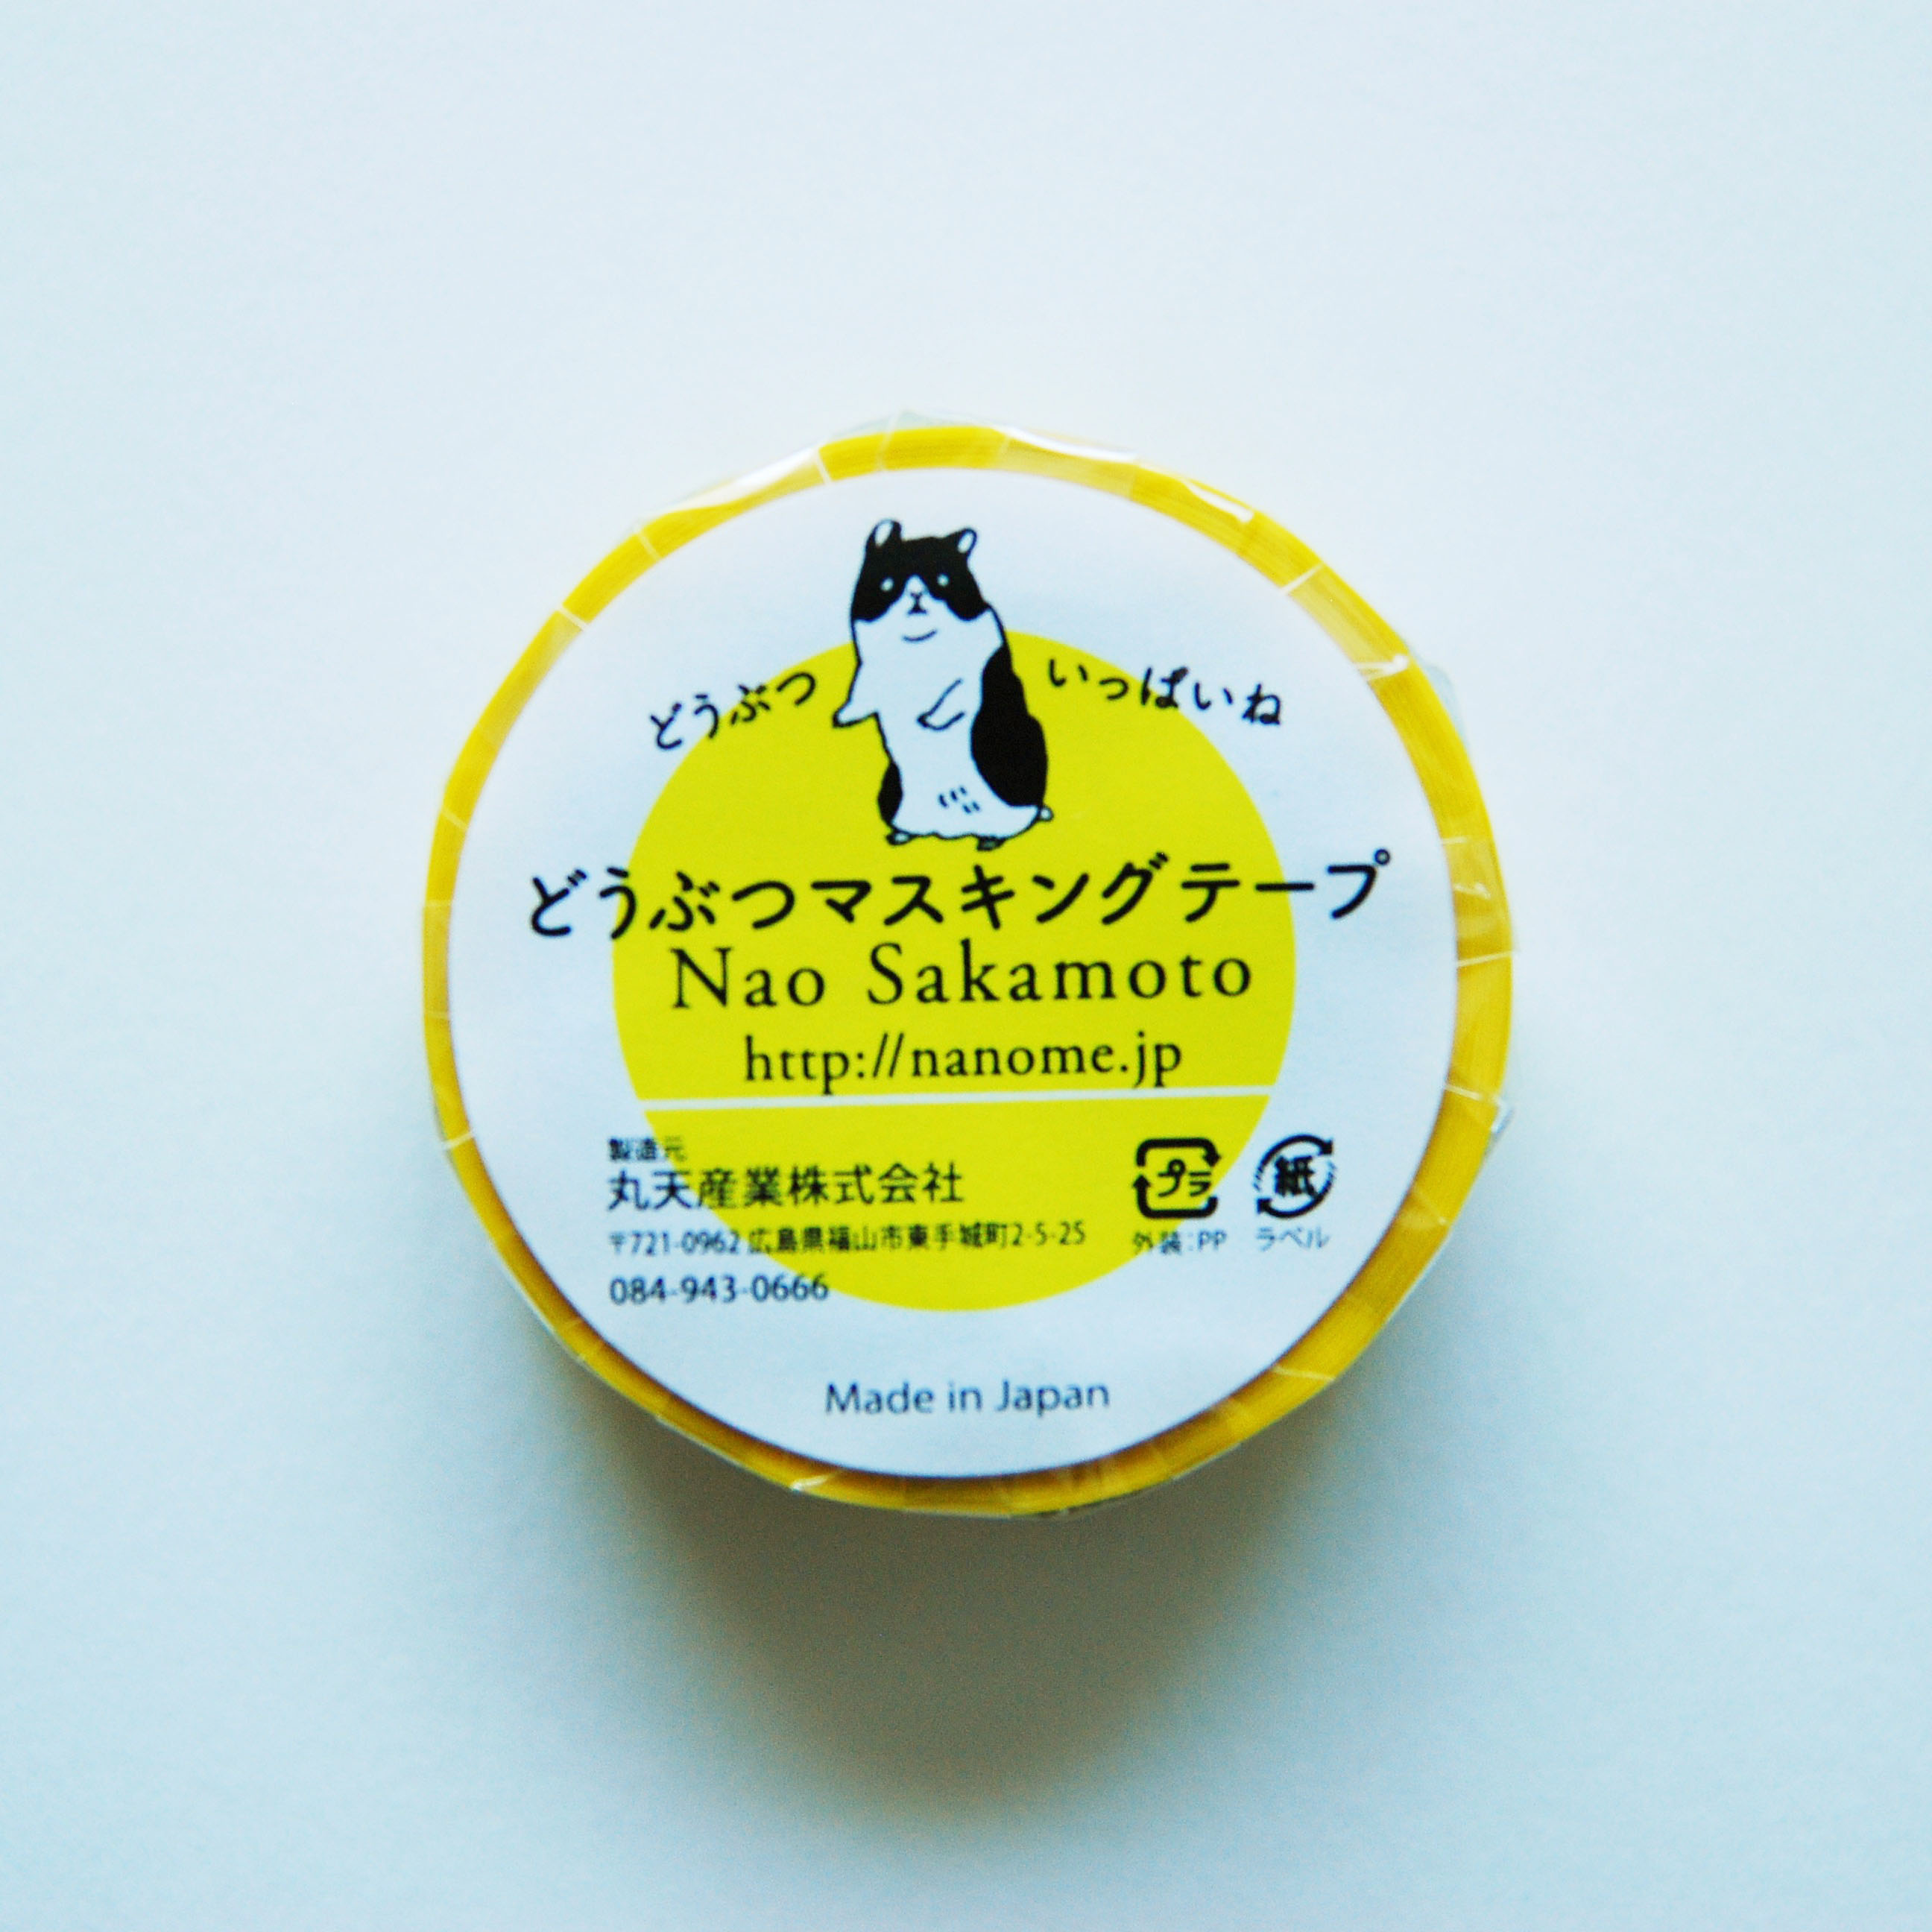 どうぶつ いっぱいね
どうぶつマスキングテープ
Nao Sakamoto
http://nanome.jp
製造元
丸天産業株式会社
〒721-0962 広島県福山市東手城町2-5-25
084-943-0666
プラ 紙
外装:PP ラベル
Made in Japan